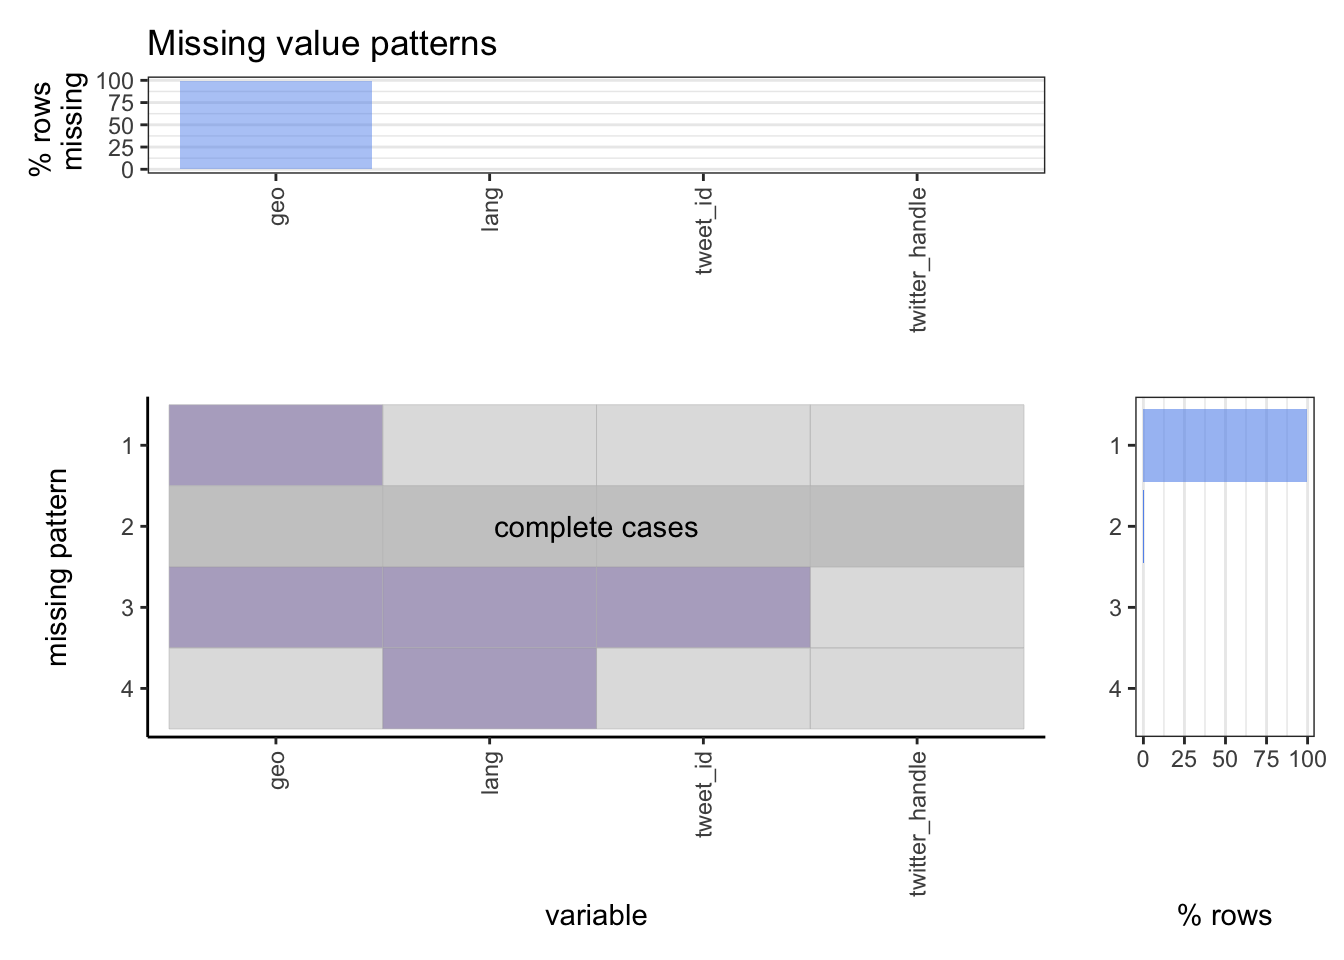 Missing value patterns
% rows
missing
100
75
50
25
0
geo
lang
tweet_id
twitter_handle
missing pattern
1
2
3
4
complete cases
geo
lang
tweet_id
twitter_handle
variable
1
2
3
4
0 25 50 75 100
% rows